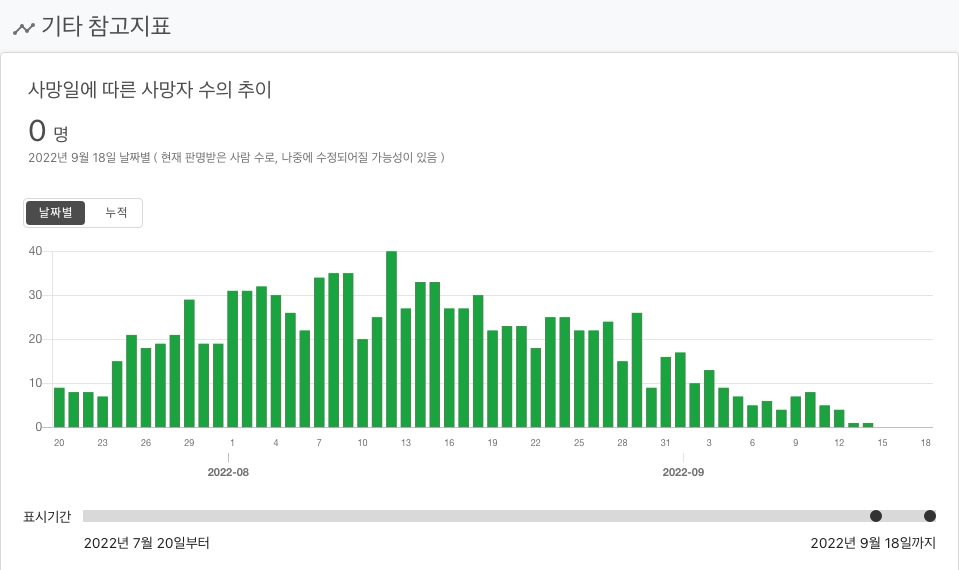 기타 참고지표
사망일에 따른 사망자 수의 추이
0 명
2022년 9월 18일 날짜별 ( 현재 판명받은 사람 수로, 나중에 수정되어질 가능성이 있음 )
날짜별 누적
40
30
20
10
0
20 23 26 29 1 4 7 10 13 16 19 22 25 28 31 3 6 9 12 15 18
2022-08 2022-09
표시기간
2022년 7월 20일부터 2022년 9월 18일까지